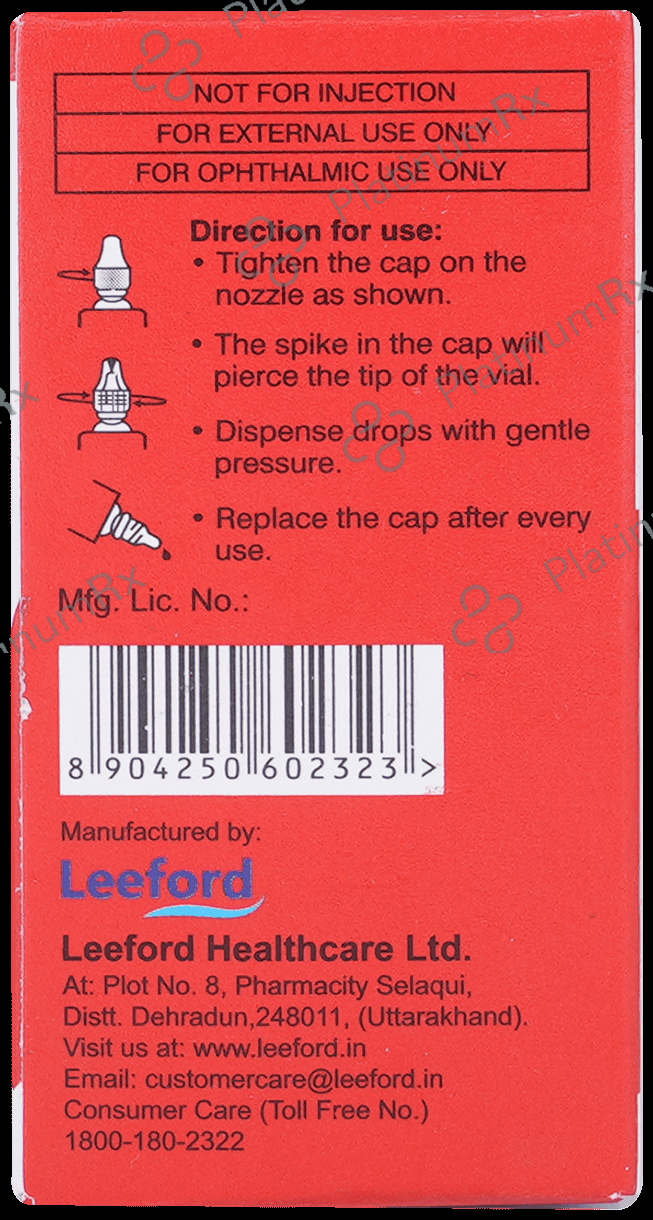 NOT FOR INJECTION
FOR EXTERNAL USE ONLY
FOR OPHTHALMIC USE ONLY
Direction for use:
• Tighten the cap on the
nozzle as shown.
• The spike in the cap will
pierce the tip of the vial.
• Dispense drops with gentle
pressure.
• Replace the cap after every
use.
Mfg. Lic. No.:
8 904250 602323 >
Manufactured by:
Leeford
Leeford Healthcare Ltd.
At: Plot No. 8, Pharmacity Selaqui,
Distt. Dehradun,248011, (Uttarakhand).
Visit us at: www.leeford.in
Email: customercare@leeford.in
Consumer Care (Toll Free No.)
1800-180-2322
PlatinumRx
PlatinumRx